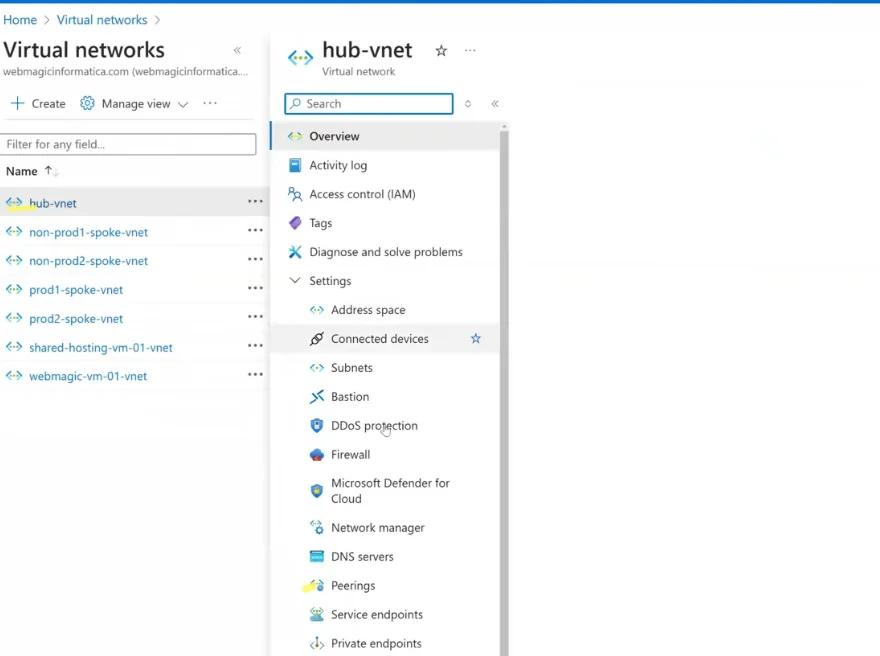 Home > Virtual networks >
Virtual networks
webmagicinformatica.com (webmagicinformatica....
Create Manage view ...
Filter for any field...
Name ↑↓
hub-vnet ...
non-prod1-spoke-vnet ...
non-prod2-spoke-vnet ...
prod1-spoke-vnet ...
prod2-spoke-vnet ...
shared-hosting-vm-01-vnet ...
webmagic-vm-01-vnet ...
hub-vnet ...
Virtual network
Search
Overview
Activity log
Access control (IAM)
Tags
Diagnose and solve problems
Settings
Address space
Connected devices
Subnets
Bastion
DDoS protection
Firewall
Microsoft Defender for
Cloud
Network manager
DNS servers
Peerings
Service endpoints
Private endpoints